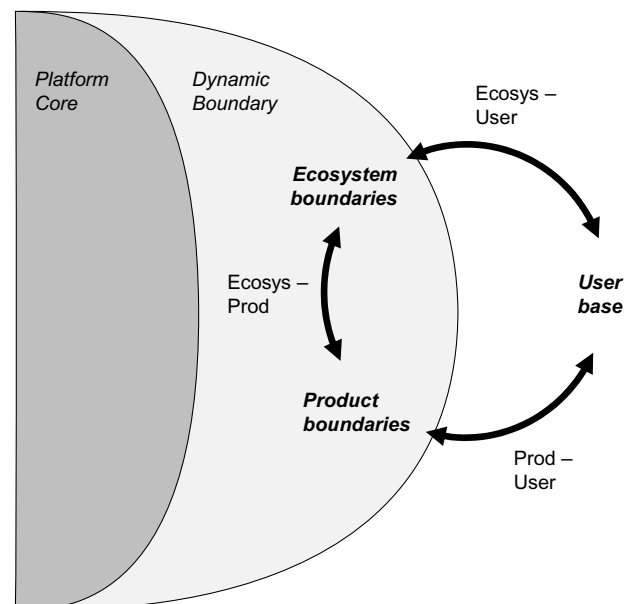 Platform
Core
Dynamic
Boundary
Ecosys –
User
Ecosystem
boundaries
Ecosys –
Prod
User
base
Product
boundaries
Prod –
User